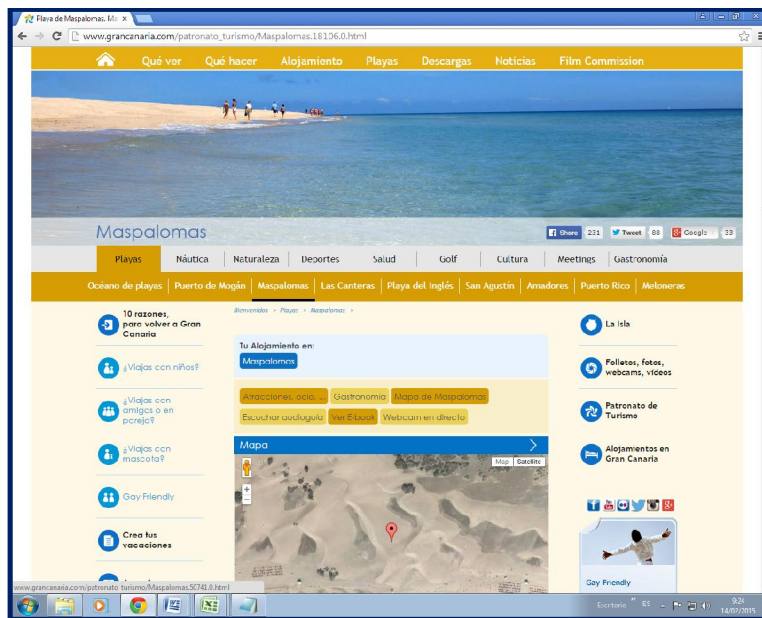 Playa de Maspalomas. Ma
www.grancanaria.com/patronato_turismo/Maspalomas.18106.0.html
Qué ver Qué hacer Alojamiento Playas Descargas Noticias Film Commission
Maspalomas
Share 231 Tweet 88 Google 33
Playas Náutica Naturaleza Deportes Salud Golf Cultura Meetings Gastronomía
Océano de playas Puerto de Mogán Maspalomas Las Canteras Playa del Inglés San Agustín Amadores Puerto Rico Meloneras
10 razones,
para volver a Gran
Canaria
¿Viajas con niños?
¿Viajas con
amigos o en
pareja?
¿Viajas con
mascota?
Gay Friendly
Crea tus
vacaciones
Bienvenidos > Playas > Maspalomas >
Tu Alojamiento en:
Maspalomas
Atracciones, ocio, ... Gastronomía Mapa de Maspalomas
Escuchar audioguía Ver E-book Webcam en directo
Mapa
Map Satellite
La Isla
Folletos, fotos,
webcams, vídeos
Patronato de
Turismo
Alojamientos en
Gran Canaria
Gay Friendly
www.grancanaria.com/patronato_turismo/Maspalomas.50741.0.html
Escritorio ES 9:24
14/02/2015